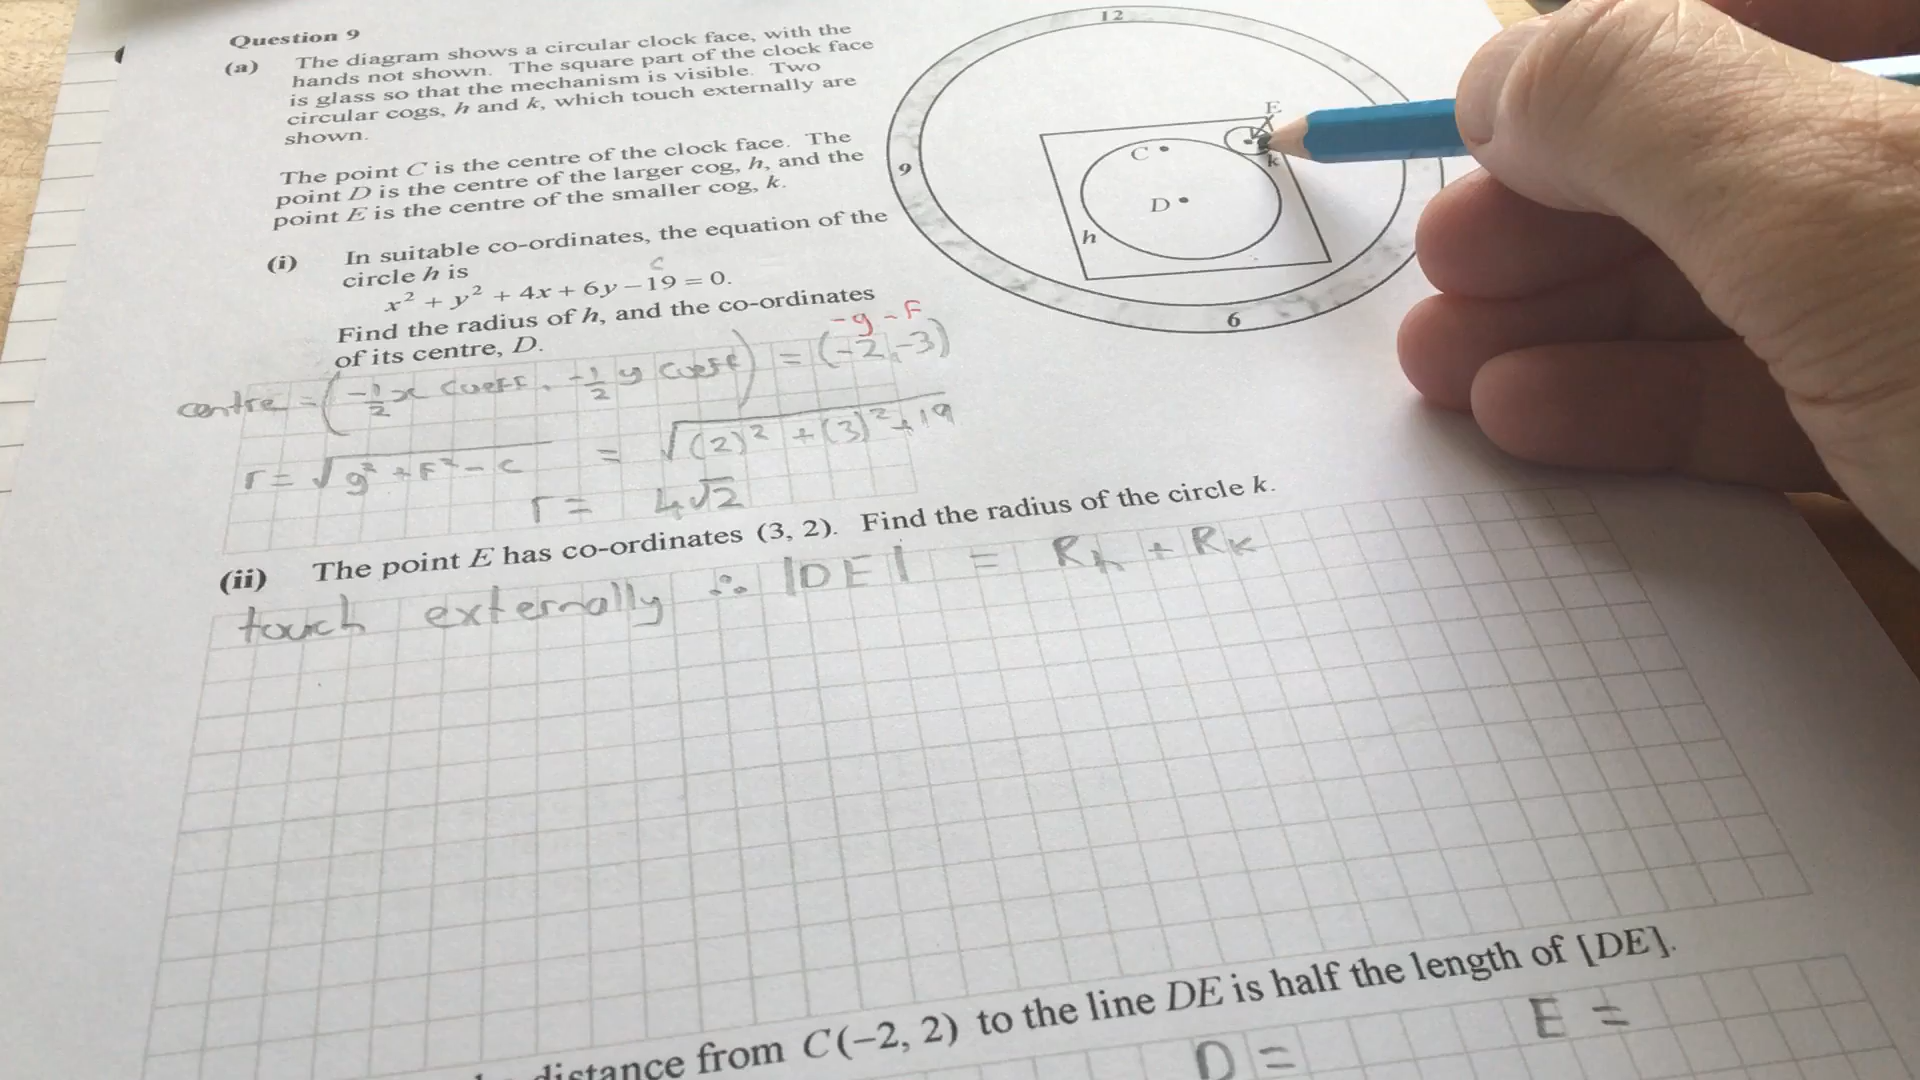 Question 9
(a) The diagram shows a circular clock face, with the
hands not shown. The square part of the clock face
is glass so that the mechanism is visible. Two
circular cogs, h and k, which touch externally are
shown.
The point C is the centre of the clock face. The
point D is the centre of the larger cog, h, and the
point E is the centre of the smaller cog, k.
(i) In suitable co-ordinates, the equation of the
circle h is
c
x² + y² + 4x + 6y − 19 = 0.
Find the radius of h, and the co-ordinates
of its centre, D.
12
9
6
E
k
C
D
h
-g -f
centre = (-1/2 x coeff, -1/2 y coeff) = (-2, -3)
r = √g² + f² - c = √(2)² + (3)² + 19
r = 4√2
(ii) The point E has co-ordinates (3, 2). Find the radius of the circle k.
touch externally ∴ |DE| = Rh + Rk
distance from C(−2, 2) to the line DE is half the length of [DE].
D = E =